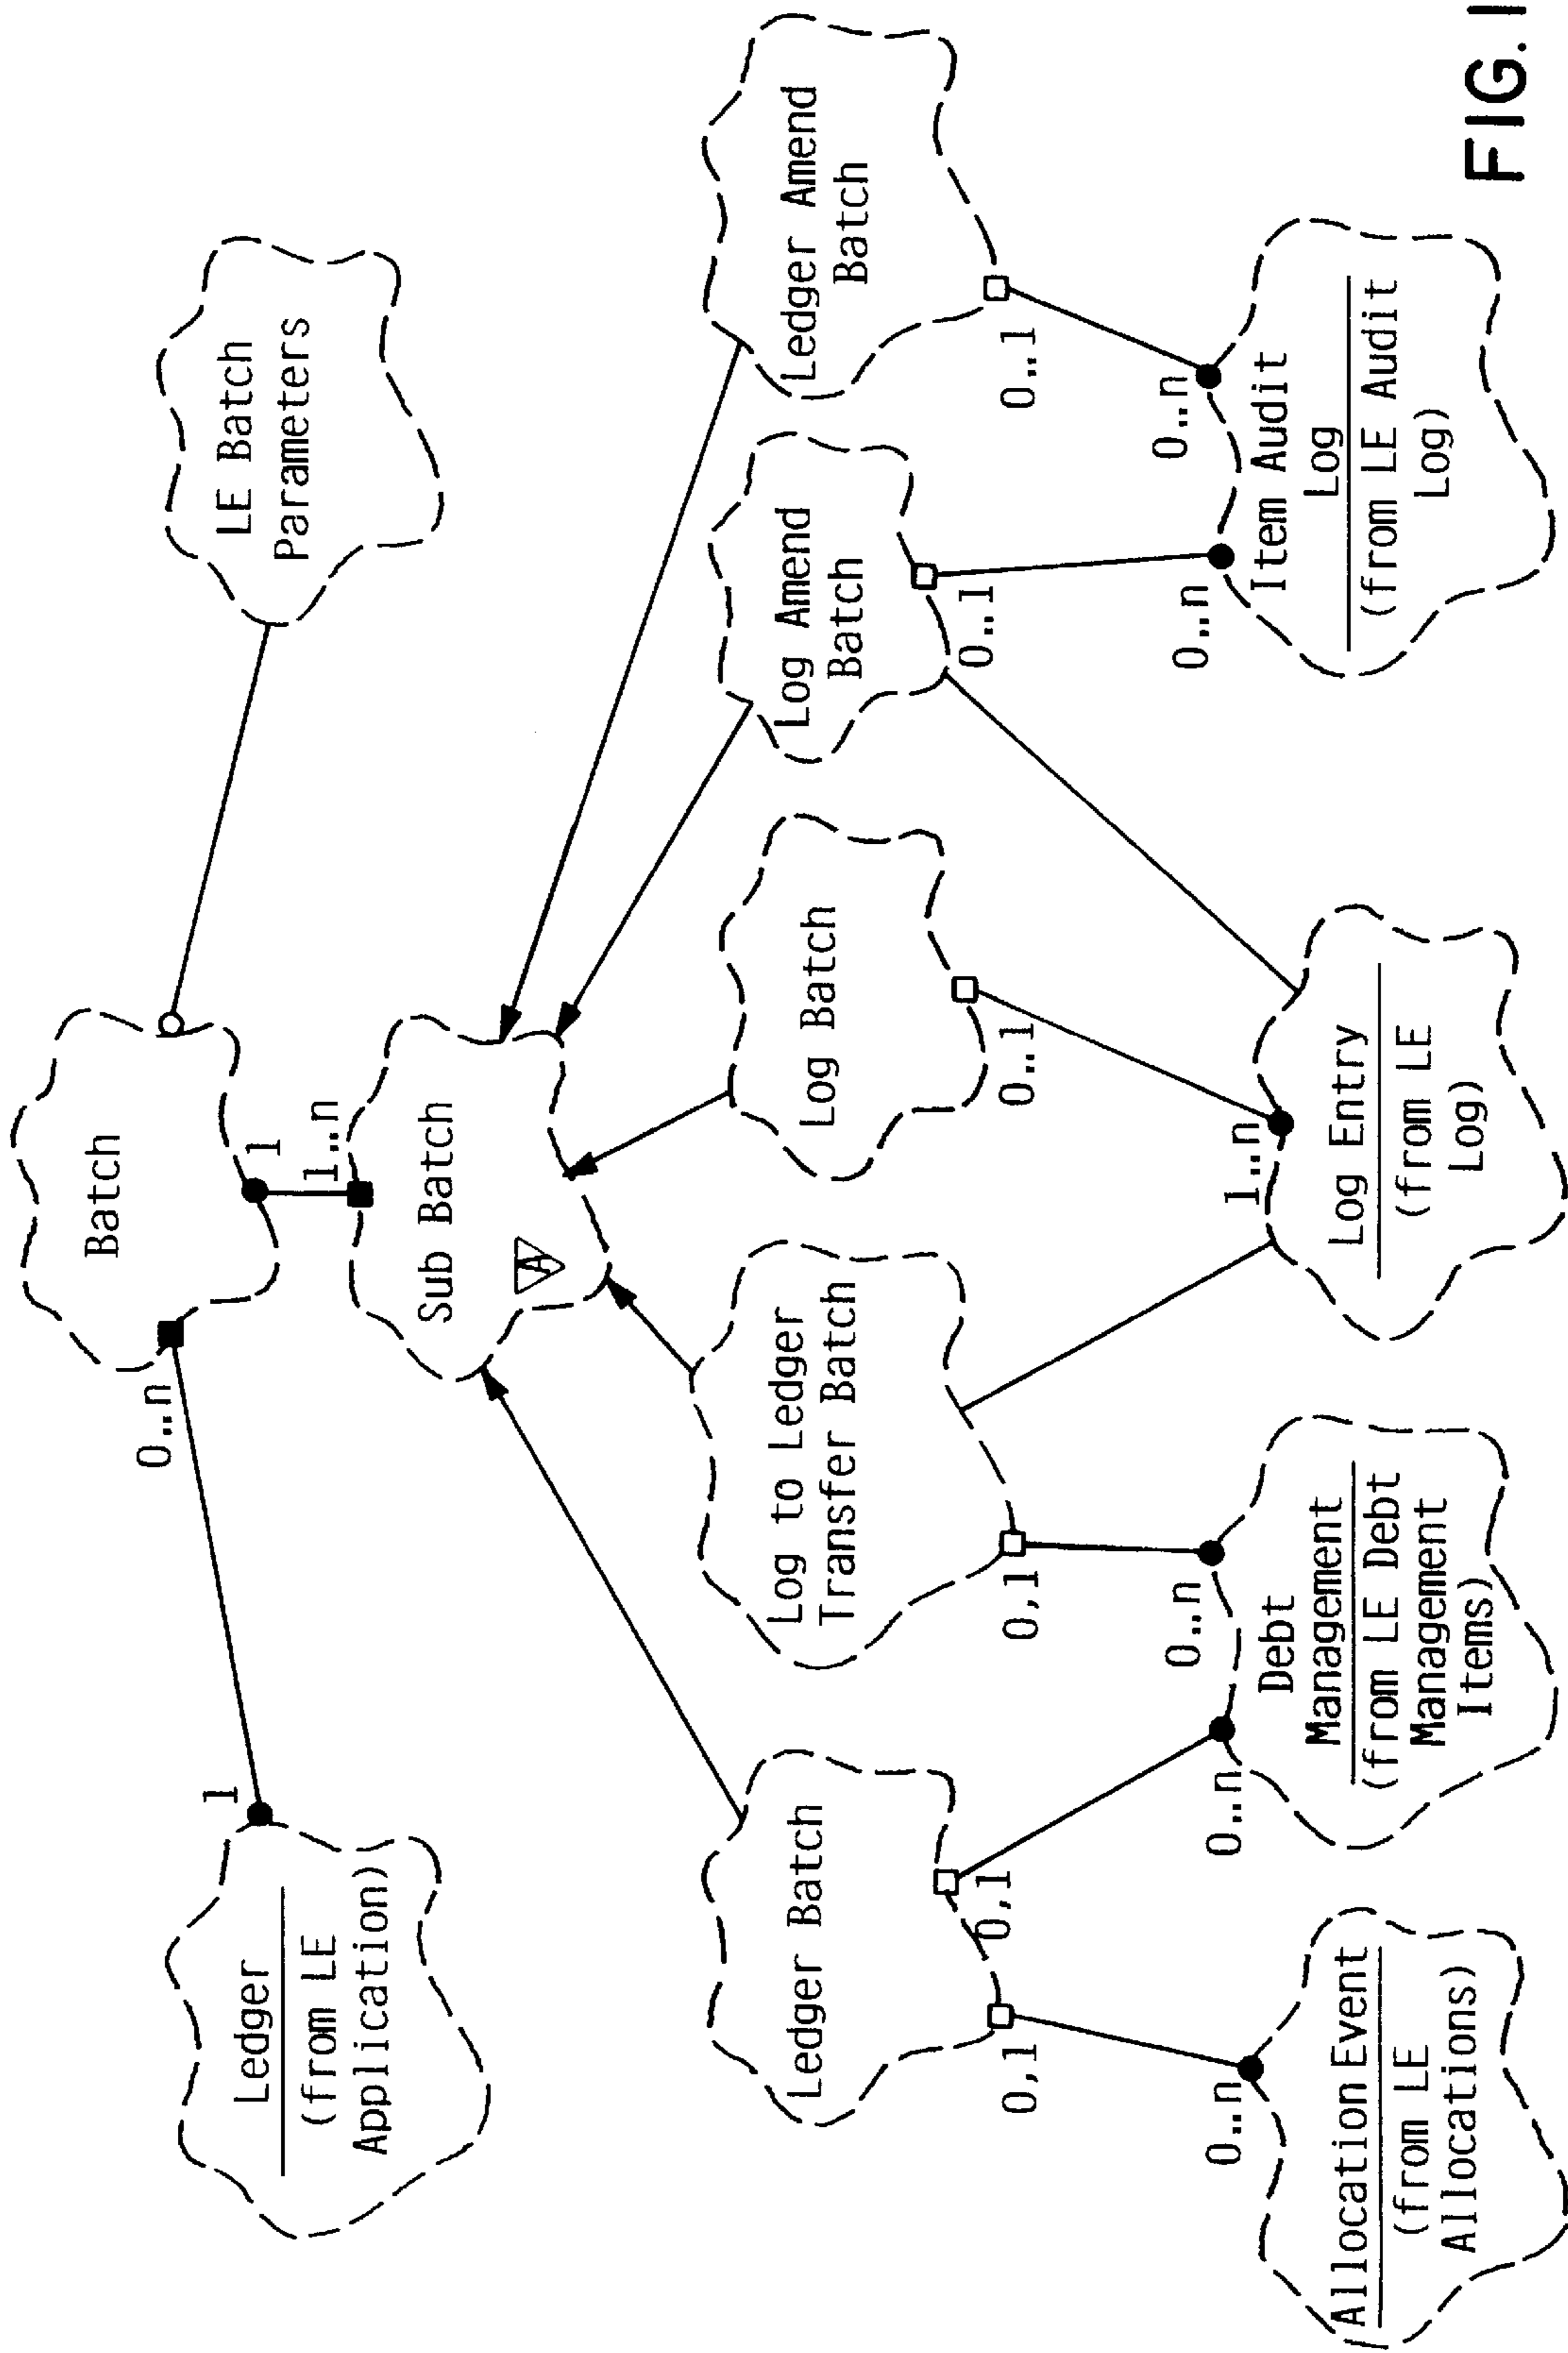 Batch
LE Batch
Parameters
Ledger
(from LE
Application)
1
0..n
1
1..n
Sub Batch
A
Ledger Batch
Log to Ledger
Transfer Batch
Log Batch
Log Amend
Batch
Ledger Amend
Batch
0,1
0,1
0,1
0..1
0..1
0..1
0..n
0..n
0..n
1..n
0..n
0..n
Allocation Event
(from LE
Allocations)
Debt
Management
(from LE Debt
Management
Items)
Log Entry
(from LE
Log)
Item Audit
Log
(from LE Audit
Log)
FIG. 1